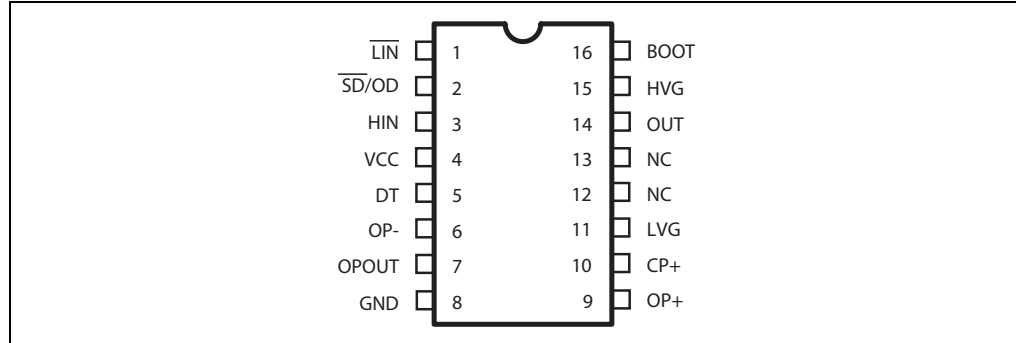 LIN 1 16 BOOT
SD/OD 2 15 HVG
HIN 3 14 OUT
VCC 4 13 NC
DT 5 12 NC
OP- 6 11 LVG
OPOUT 7 10 CP+
GND 8 9 OP+